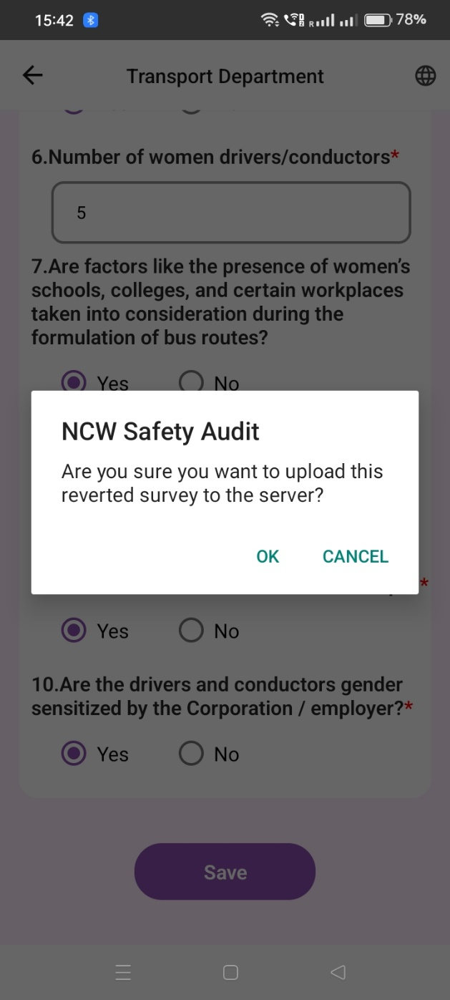 15:42
78%
Transport Department
6.Number of women drivers/conductors*
5
7.Are factors like the presence of women's
schools, colleges, and certain workplaces
taken into consideration during the
formulation of bus routes?
Yes No
NCW Safety Audit
Are you sure you want to upload this
reverted survey to the server?
OK CANCEL
*
Yes No
10.Are the drivers and conductors gender
sensitized by the Corporation / employer?*
Yes No
Save